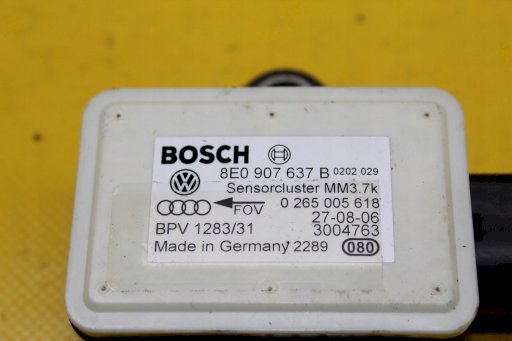 BOSCH
8E0 907 637 B 0202 029
Sensorcluster MM3.7k
0 265 005 618
FOV
27-08-06
BPV 1283/31 3004763
Made in Germany 2289 080